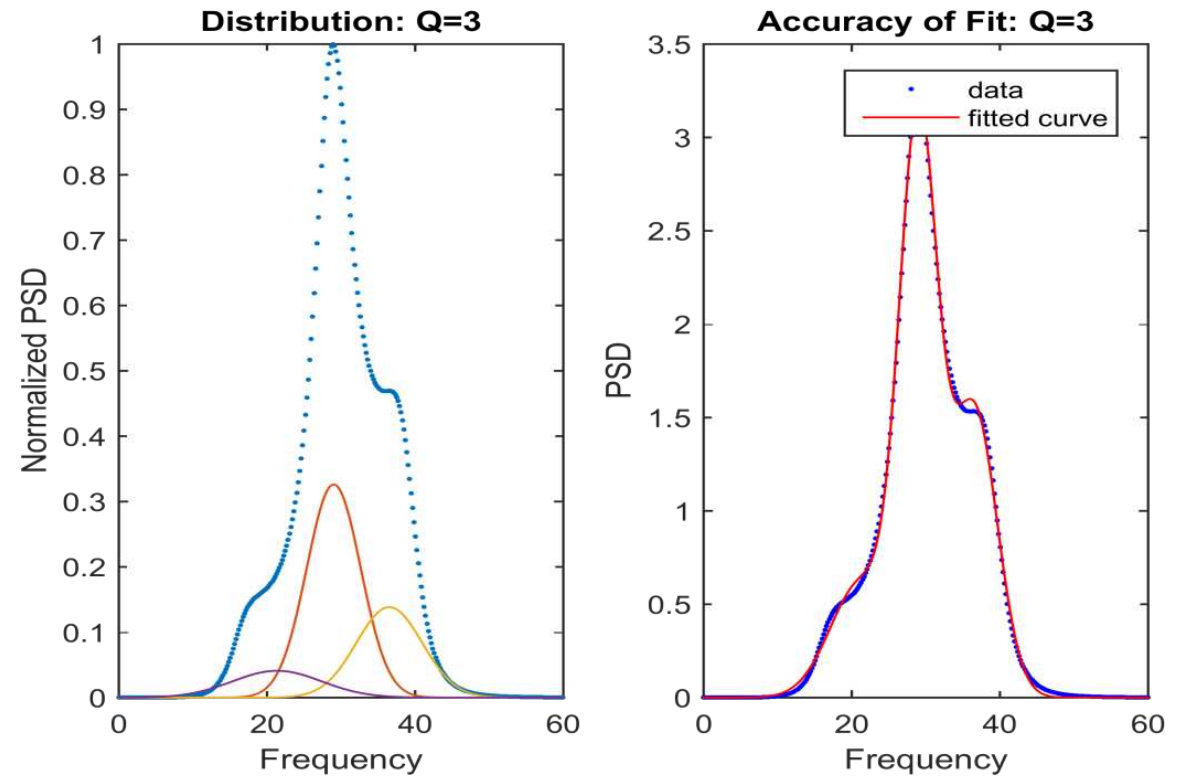 Distribution: Q=3
1
0.9
0.8
0.7
0.6
0.5
0.4
0.3
0.2
0.1
0
Normalized PSD
0 20 40 60
Frequency
Accuracy of Fit: Q=3
3.5
3
2.5
2
1.5
1
0.5
0
PSD
data
fitted curve
0 20 40 60
Frequency